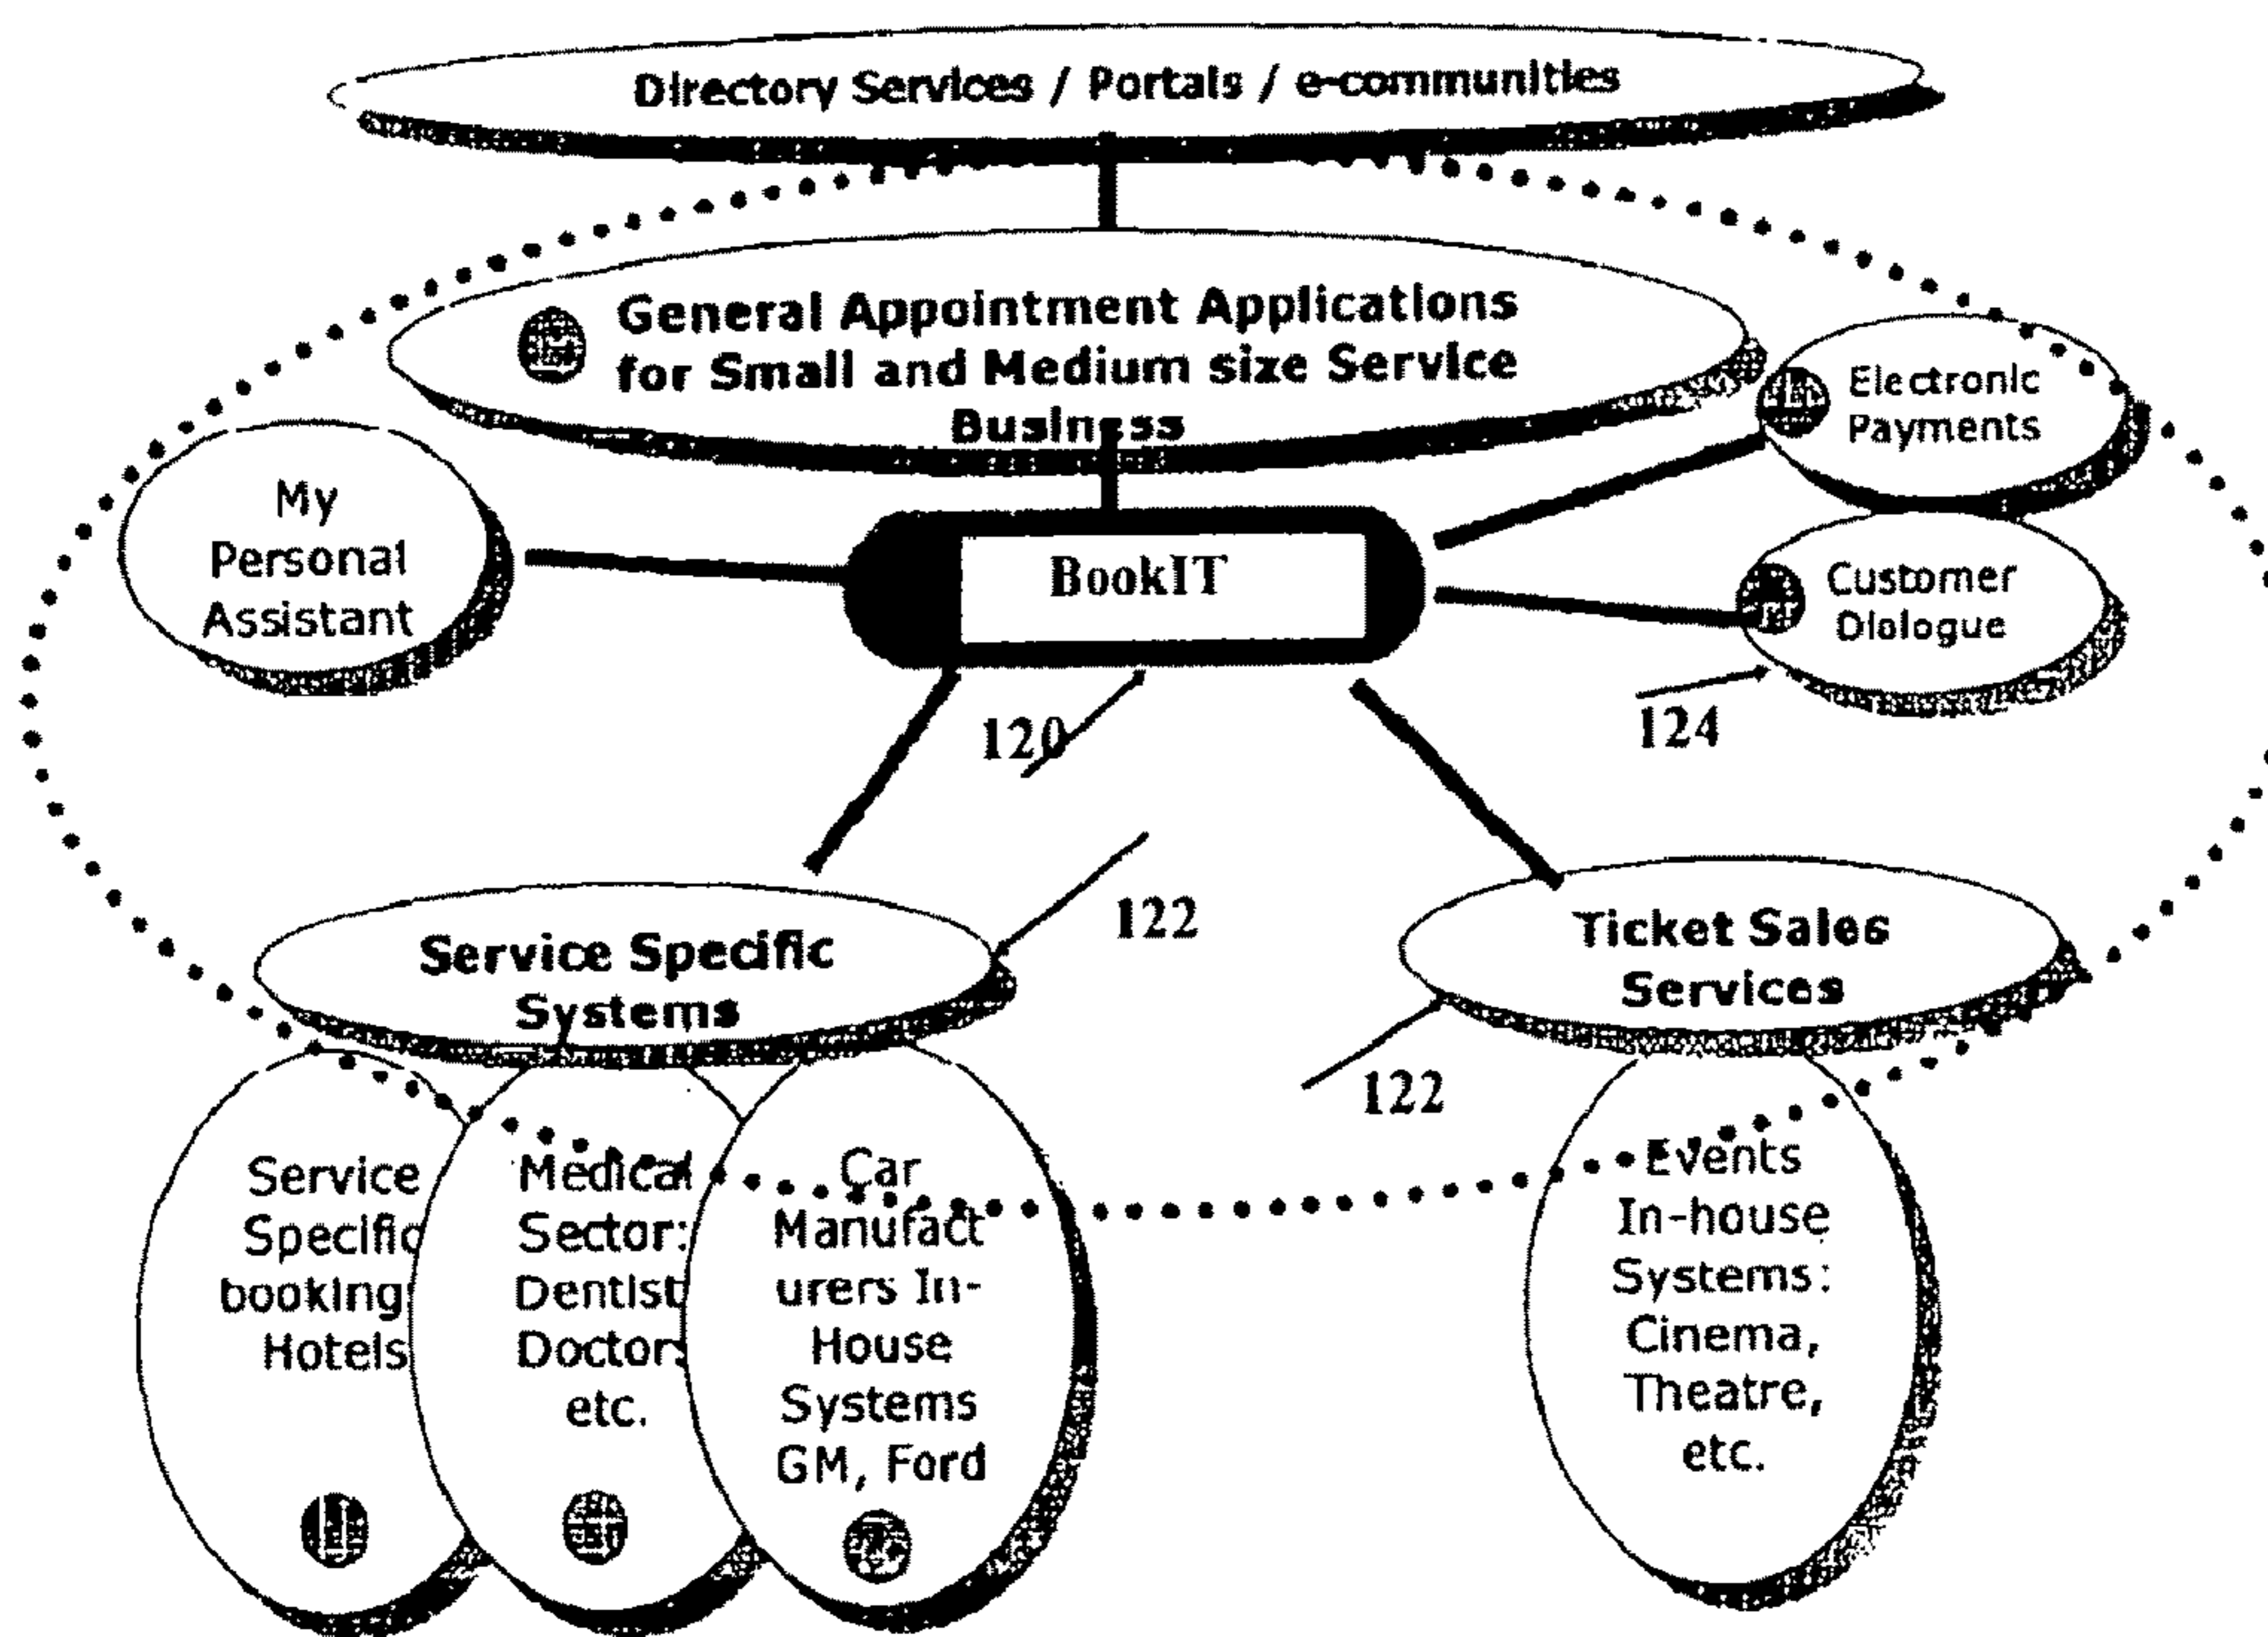 Directory Services / Portals / e-communities
General Appointment Applications
for Small and Medium size Service
Business
Electronic
Payments
My
Personal
Assistant
BookIT
Customer
Dialogue
120
124
122
Service Specific
Systems
Ticket Sales
Services
122
Service
Specific
booking
Hotels
Medical
Sector:
Dentist
Doctor
etc.
Car
Manufact
urers In-
House
Systems
GM, Ford
Events
In-house
Systems:
Cinema,
Theatre,
etc.